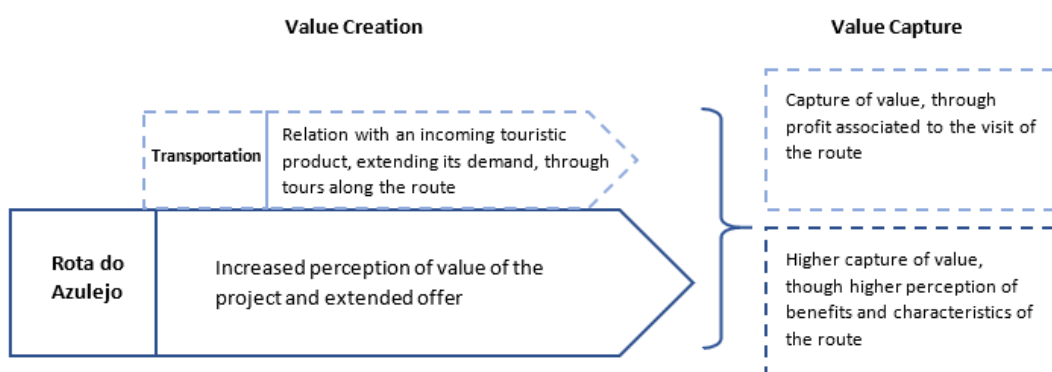 Value Creation
Value Capture
Transportation
Relation with an incoming touristic
product, extending its demand, through
tours along the route
Capture of value, through
profit associated to the visit of
the route
Rota do
Azulejo
Increased perception of value of the
project and extended offer
Higher capture of value,
though higher perception of
benefits and characteristics of
the route